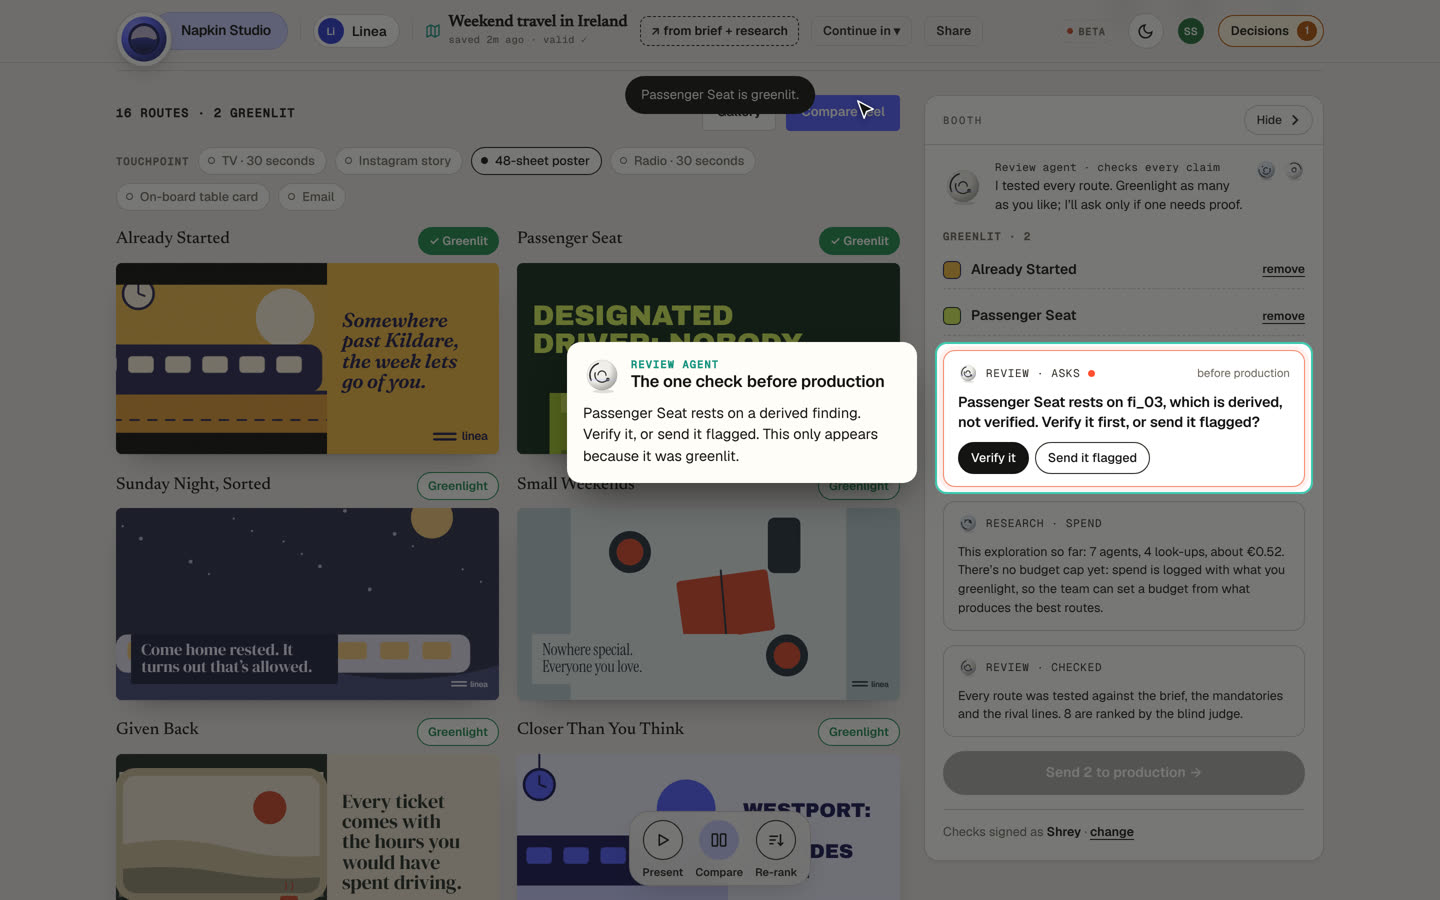 Napkin Studio
Li Linea
Weekend travel in Ireland
saved 2m ago · valid ✓
↗ from brief + research
Continue in ▾
Share
BETA
SS
Decisions 1
Passenger Seat is greenlit.
16 ROUTES · 2 GREENLIT
Gallery
Compare
TOUCHPOINT
TV · 30 seconds
Instagram story
48-sheet poster
Radio · 30 seconds
On-board table card
Email
Already Started
✓ Greenlit
Somewhere
past Kildare,
the week lets
go of you.
linea
Passenger Seat
✓ Greenlit
DESIGNATED
DRIVER: NOBODY
REVIEW AGENT
The one check before production
Passenger Seat rests on a derived finding.
Verify it, or send it flagged. This only appears
because it was greenlit.
Sunday Night, Sorted
Greenlight
Come home rested. It
turns out that's allowed.
linea
Small Weekends
Greenlight
Nowhere special.
Everyone you love.
linea
Given Back
Greenlight
Every ticket
comes with
the hours you
would have
spent driving.
Closer Than You Think
Greenlight
WESTPORT:
Present
Compare
Re-rank
BOOTH
Hide
Review agent · checks every claim
I tested every route. Greenlight as many
as you like; I'll ask only if one needs proof.
GREENLIT · 2
Already Started
remove
Passenger Seat
remove
REVIEW · ASKS
before production
Passenger Seat rests on fi_03, which is derived,
not verified. Verify it first, or send it flagged?
Verify it
Send it flagged
RESEARCH · SPEND
This exploration so far: 7 agents, 4 look-ups, about €0.52.
There's no budget cap yet: spend is logged with what you
greenlight, so the team can set a budget from what
produces the best routes.
REVIEW · CHECKED
Every route was tested against the brief, the mandatories
and the rival lines. 8 are ranked by the blind judge.
Send 2 to production →
Checks signed as Shrey · change